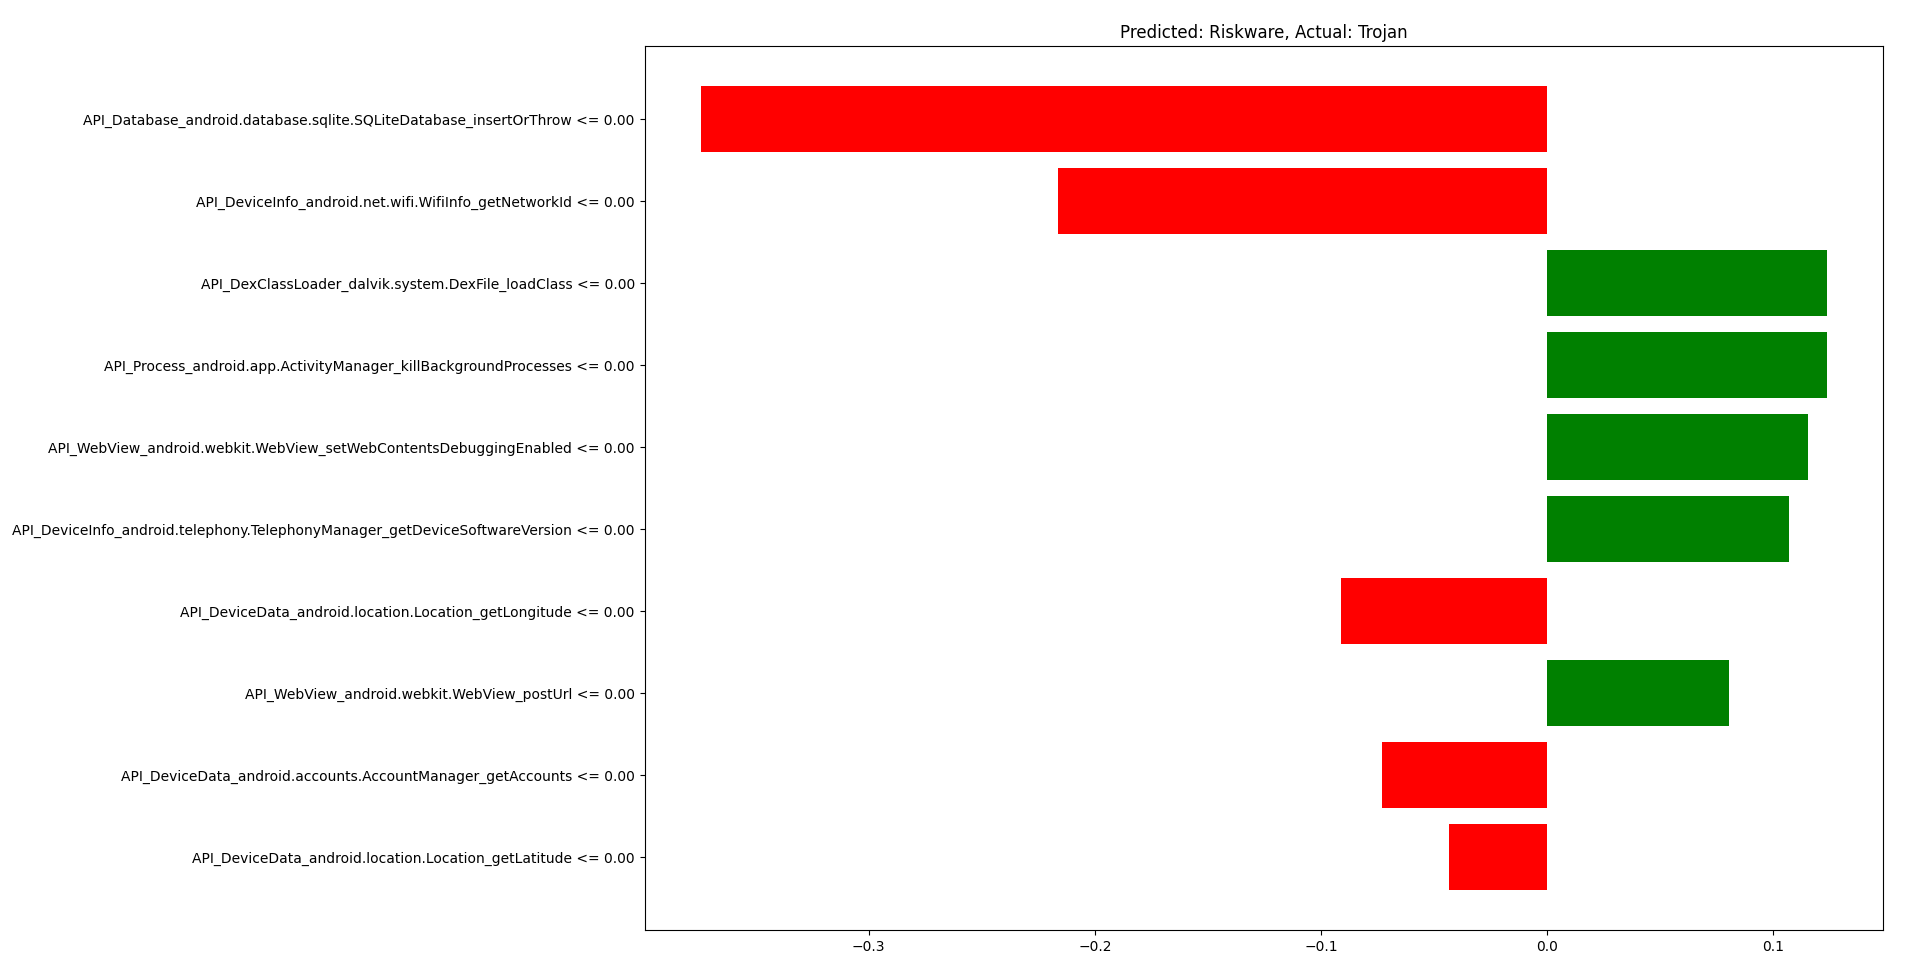 Predicted: Riskware, Actual: Trojan
API_Database_android.database.sqlite.SQLiteDatabase_insertOrThrow <= 0.00
API_DeviceInfo_android.net.wifi.WifiInfo_getNetworkId <= 0.00
API_DexClassLoader_dalvik.system.DexFile_loadClass <= 0.00
API_Process_android.app.ActivityManager_killBackgroundProcesses <= 0.00
API_WebView_android.webkit.WebView_setWebContentsDebuggingEnabled <= 0.00
API_DeviceInfo_android.telephony.TelephonyManager_getDeviceSoftwareVersion <= 0.00
API_DeviceData_android.location.Location_getLongitude <= 0.00
API_WebView_android.webkit.WebView_postUrl <= 0.00
API_DeviceData_android.accounts.AccountManager_getAccounts <= 0.00
API_DeviceData_android.location.Location_getLatitude <= 0.00
−0.3 −0.2 −0.1 0.0 0.1